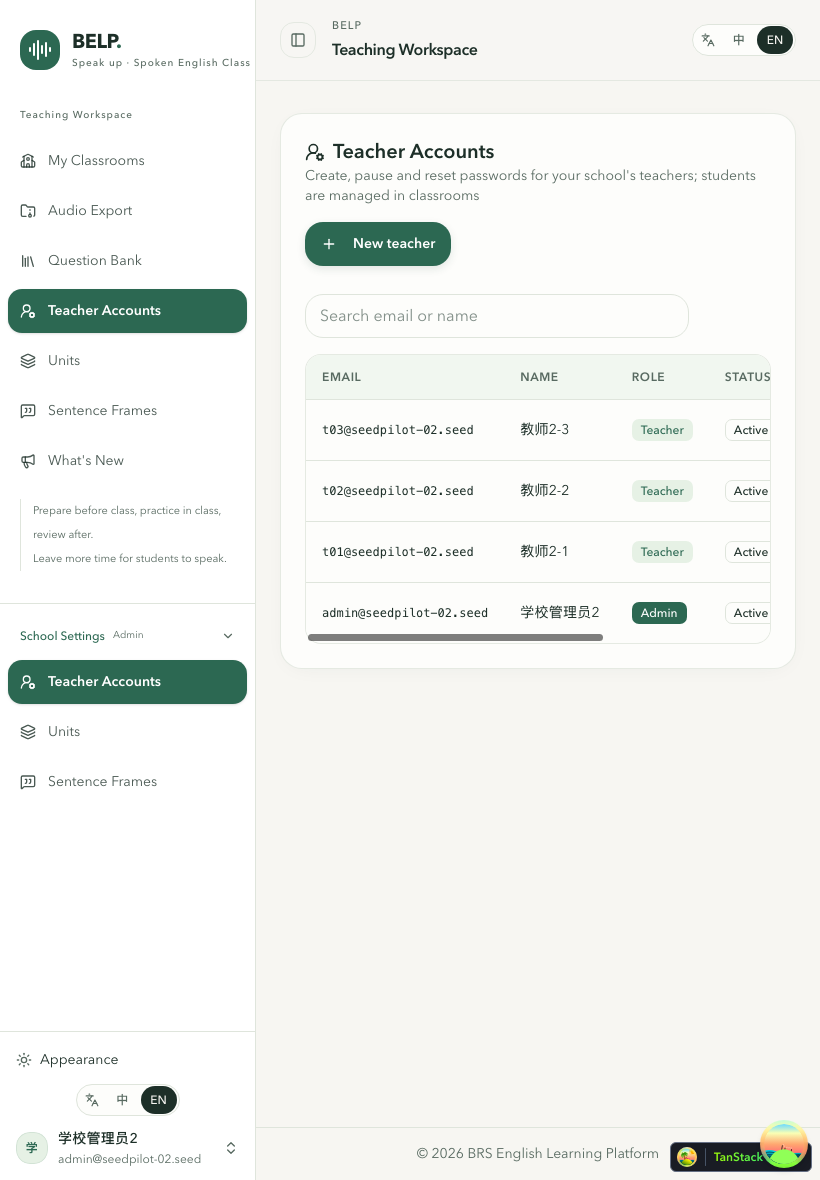 BELP.
Speak up · Spoken English Class
Teaching Workspace
My Classrooms
Audio Export
Question Bank
Teacher Accounts
Units
Sentence Frames
What's New
Prepare before class, practice in class,
review after.
Leave more time for students to speak.
School Settings Admin
Teacher Accounts
Units
Sentence Frames
Appearance
中 EN
学
学校管理员2
admin@seedpilot-02.seed
BELP
Teaching Workspace
中 EN
Teacher Accounts
Create, pause and reset passwords for your school's teachers; students
are managed in classrooms
New teacher
Search email or name
EMAIL NAME ROLE STATUS
t03@seedpilot-02.seed 教师2-3 Teacher Active
t02@seedpilot-02.seed 教师2-2 Teacher Active
t01@seedpilot-02.seed 教师2-1 Teacher Active
admin@seedpilot-02.seed 学校管理员2 Admin Active
© 2026 BRS English Learning Platform
TanStack